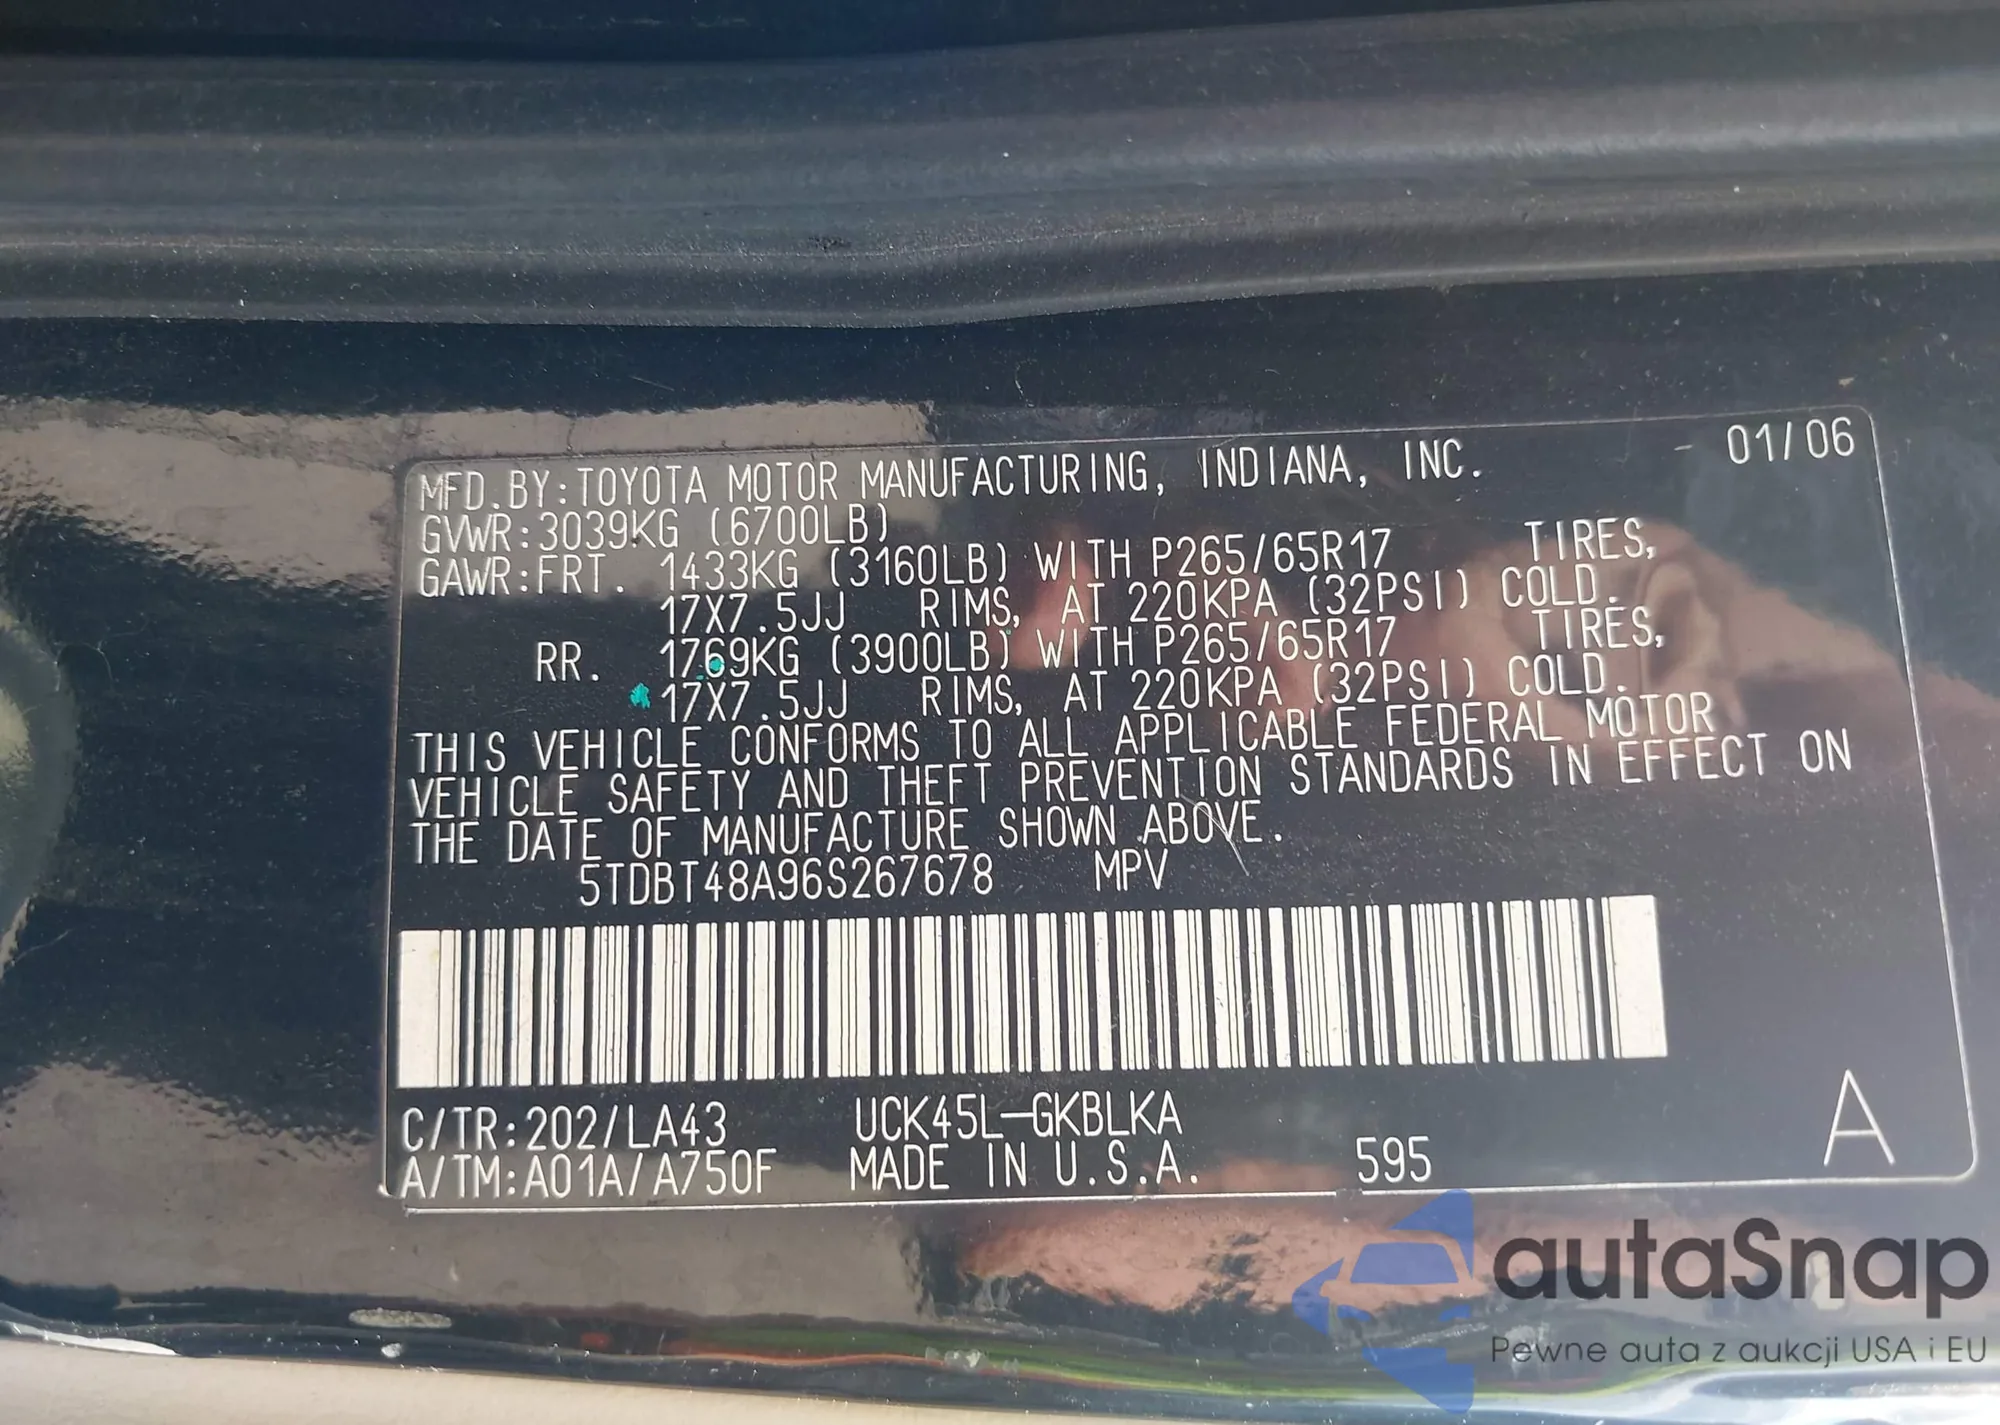 MFD.BY:TOYOTA MOTOR MANUFACTURING, INDIANA, INC. - 01/06
GVWR:3039KG (6700LB)
GAWR:FRT. 1433KG (3160LB) WITH P265/65R17 TIRES,
17X7.5JJ RIMS, AT 220KPA (32PSI) COLD.
RR. 1769KG (3900LB) WITH P265/65R17 TIRES,
17X7.5JJ RIMS, AT 220KPA (32PSI) COLD.
THIS VEHICLE CONFORMS TO ALL APPLICABLE FEDERAL MOTOR
VEHICLE SAFETY AND THEFT PREVENTION STANDARDS IN EFFECT ON
THE DATE OF MANUFACTURE SHOWN ABOVE.
5TDBT48A96S267678 MPV
C/TR:202/LA43 UCK45L-GKBLKA
A/TM:A01A/A750F MADE IN U.S.A. 595 A
autaSnap
Pewne auta z aukcji USA i EU